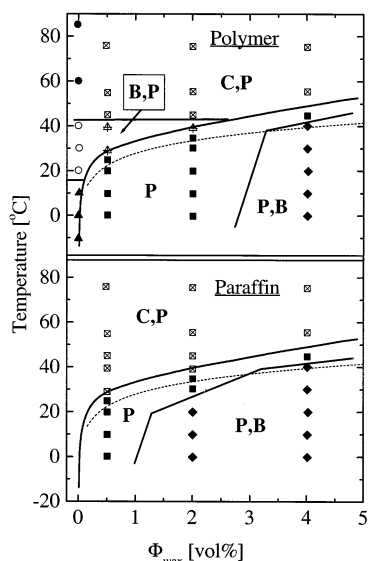 80
60
40
20
0
Polymer
C,P
B,P
P
P,B
Temperature [°C]
80
60
40
20
0
-20
Paraffin
C,P
P
P,B
0 1 2 3 4 5
Φwax [vol%]